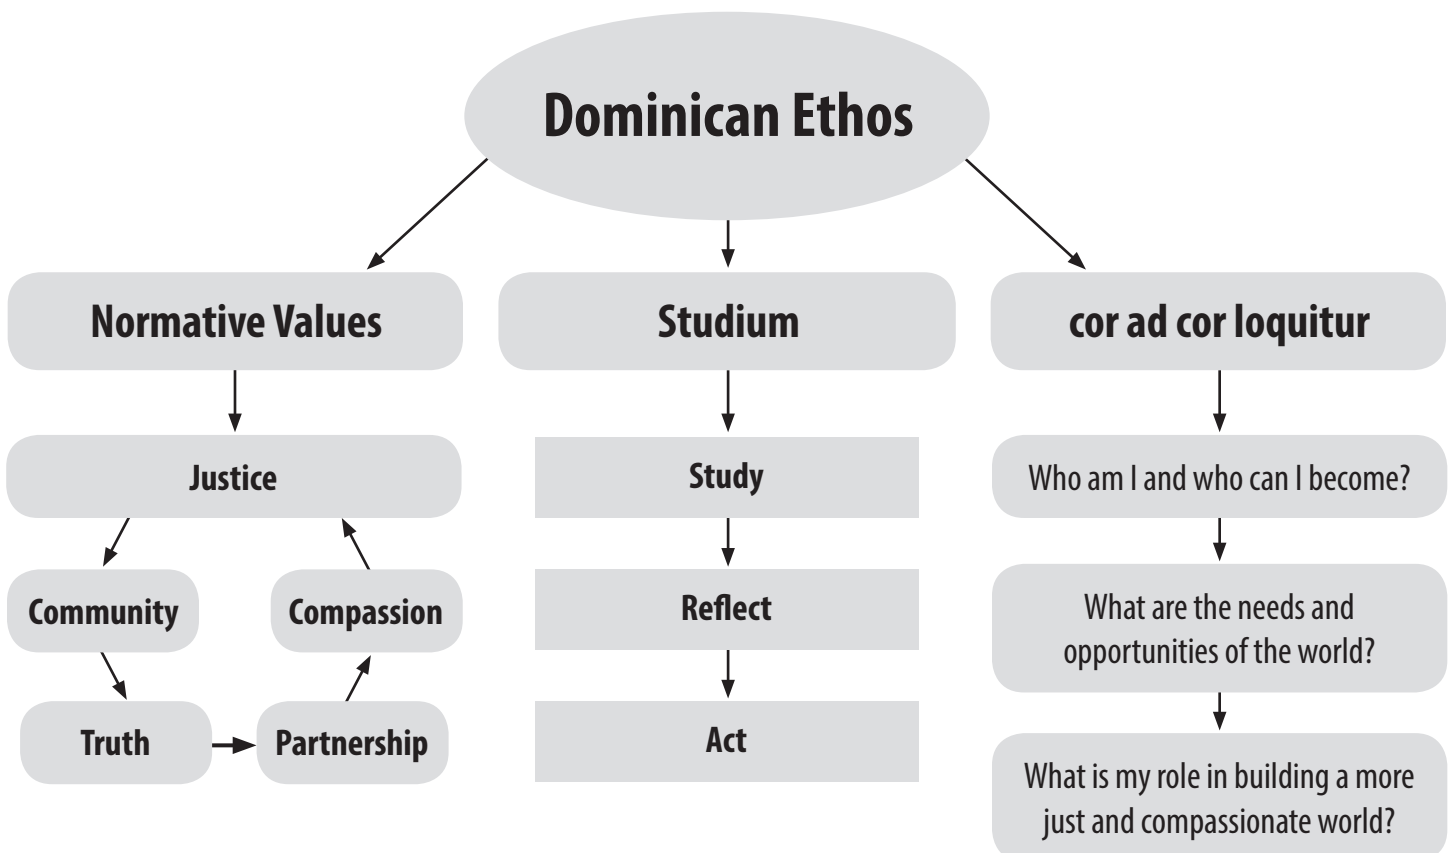 Dominican Ethos
Normative Values
Justice
Community
Compassion
Truth
Partnership
Studium
Study
Reflect
Act
cor ad cor loquitur
Who am I and who can I become?
What are the needs and
opportunities of the world?
What is my role in building a more
just and compassionate world?